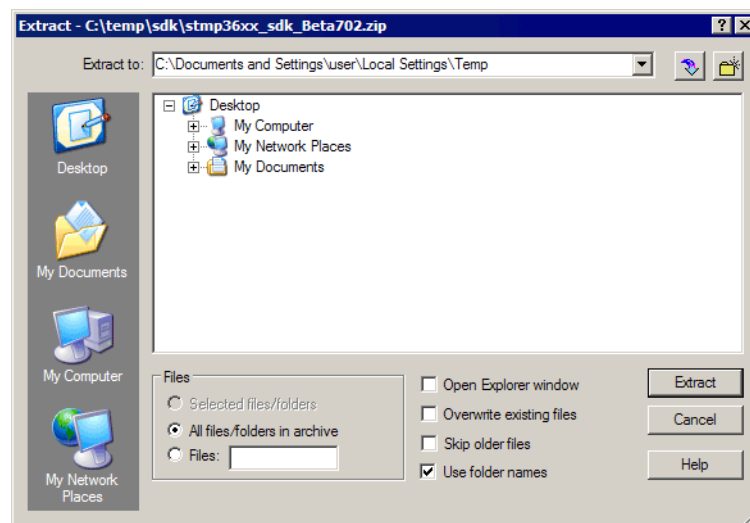 Extract - C:\temp\sdk\stmp36xx_sdk_Beta702.zip
Extract to: C:\Documents and Settings\user\Local Settings\Temp
Desktop
My Documents
My Computer
My Network
Places
Desktop
My Computer
My Network Places
My Documents
Files
Selected files/folders
All files/folders in archive
Files:
Open Explorer window
Overwrite existing files
Skip older files
Use folder names
Extract
Cancel
Help